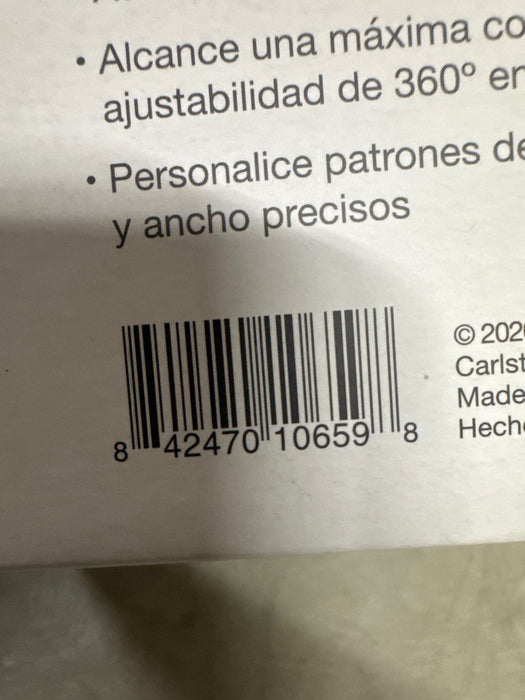 • Alcance una máxima co
ajustabilidad de 360º en
• Personalice patrones de
y ancho precisos
© 202
Carlst
Made
Hech
8 42470 10659 8